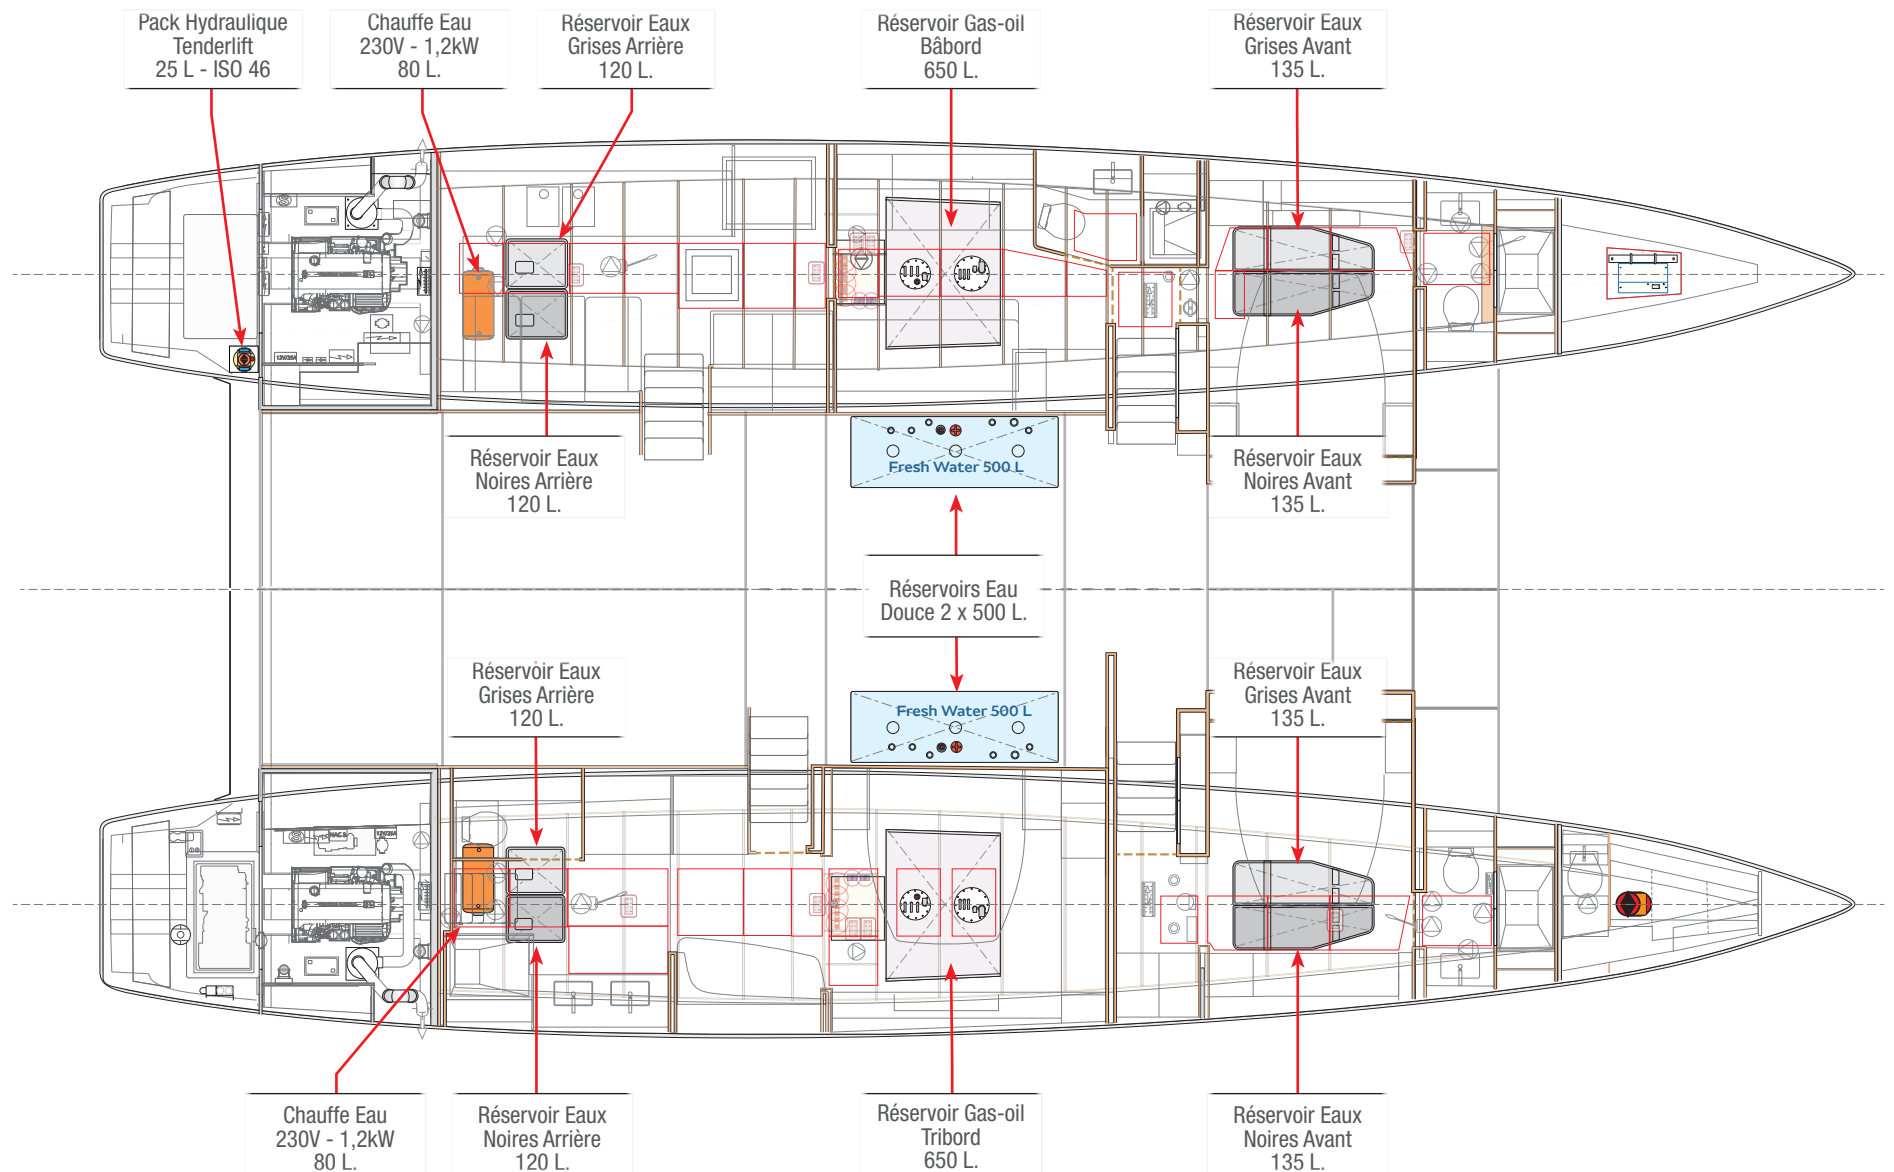 Pack Hydraulique
Tenderlift
25 L - ISO 46
Chauffe Eau
230V - 1,2kW
80 L.
Réservoir Eaux
Grises Arrière
120 L.
Réservoir Gas-oil
Bâbord
650 L.
Réservoir Eaux
Grises Avant
135 L.
12V/25A
Réservoir Eaux
Noires Arrière
120 L.
Fresh Water 500 L
Réservoir Eaux
Noires Avant
135 L.
Réservoirs Eau
Douce 2 x 500 L.
Réservoir Eaux
Grises Arrière
120 L.
Fresh Water 500 L
Réservoir Eaux
Grises Avant
135 L.
Chauffe Eau
230V - 1,2kW
80 L.
Réservoir Eaux
Noires Arrière
120 L.
Réservoir Gas-oil
Tribord
650 L.
Réservoir Eaux
Noires Avant
135 L.